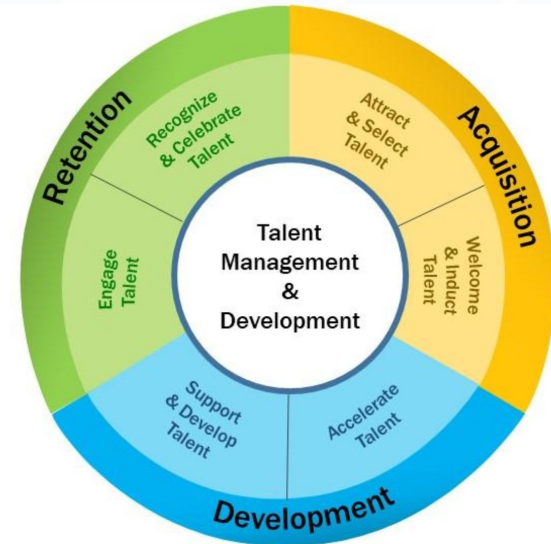 Talent
Management
&
Development
Acquisition
Attract
& Select
Talent
Welcome
& Induct
Talent
Development
Accelerate
Talent
Support
& Develop
Talent
Retention
Engage
Talent
Recognize
& Celebrate
Talent